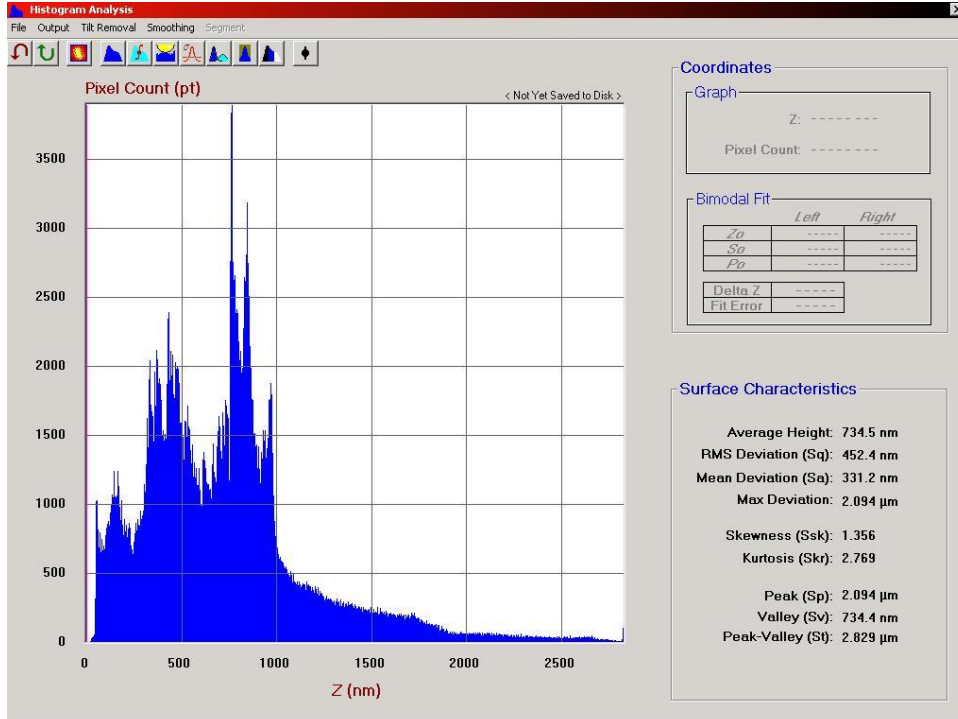 Histogram Analysis
File Output Tilt Removal Smoothing Segment
Pixel Count (pt)
< Not Yet Saved to Disk >
3500
3000
2500
2000
1500
1000
500
0
0 500 1000 1500 2000 2500
Z (nm)
Coordinates
Graph
Z: --------
Pixel Count: --------
Bimodal Fit
Left Right
Zo ----- -----
So ----- -----
Po ----- -----
Delta Z -----
Fit Error -----
Surface Characteristics
Average Height: 734.5 nm
RMS Deviation (Sq): 452.4 nm
Mean Deviation (Sa): 331.2 nm
Max Deviation: 2.094 µm
Skewness (Ssk): 1.356
Kurtosis (Skr): 2.769
Peak (Sp): 2.094 µm
Valley (Sv): 734.4 nm
Peak-Valley (St): 2.829 µm